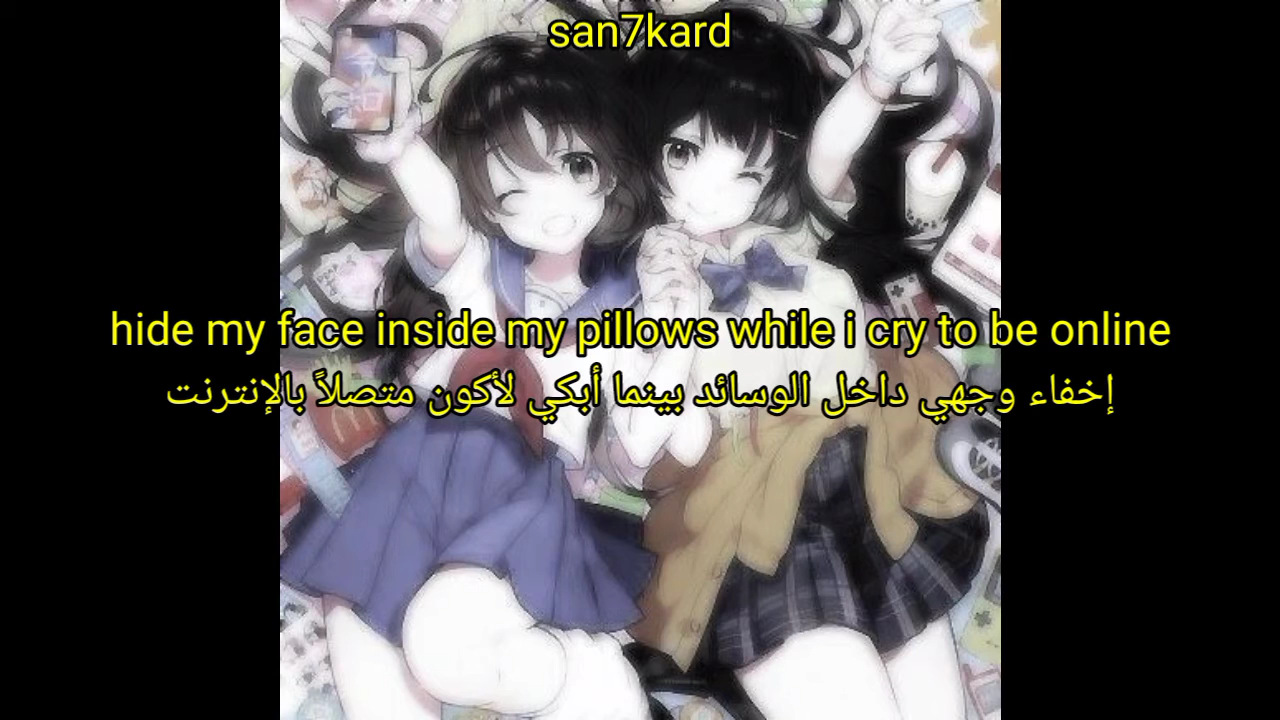 san7kard
hide my face inside my pillows while i cry to be online
إخفاء وجهي داخل الوسائد بينما أبكي لأكون متصلاً بالإنترنت